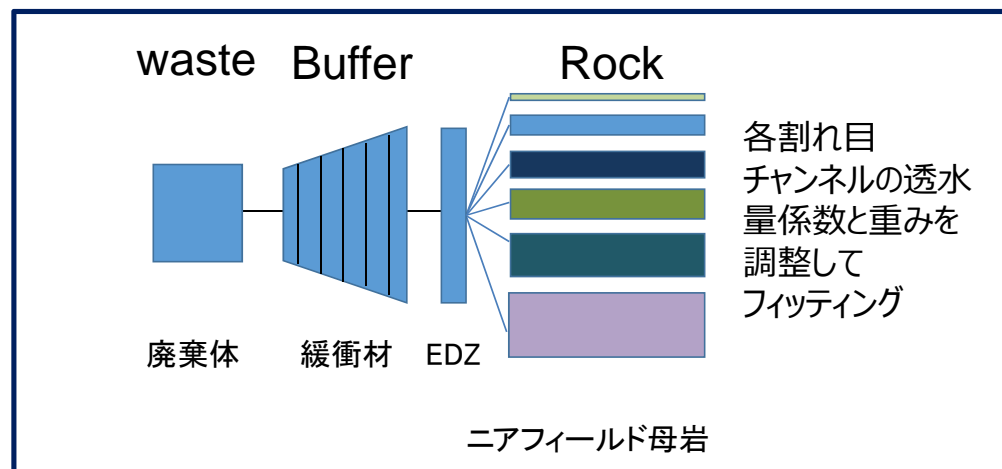 waste
Buffer
Rock
各割れ目
チャンネルの透水
量係数と重みを
調整して
フィッティング
廃棄体
緩衝材
EDZ
ニアフィールド母岩